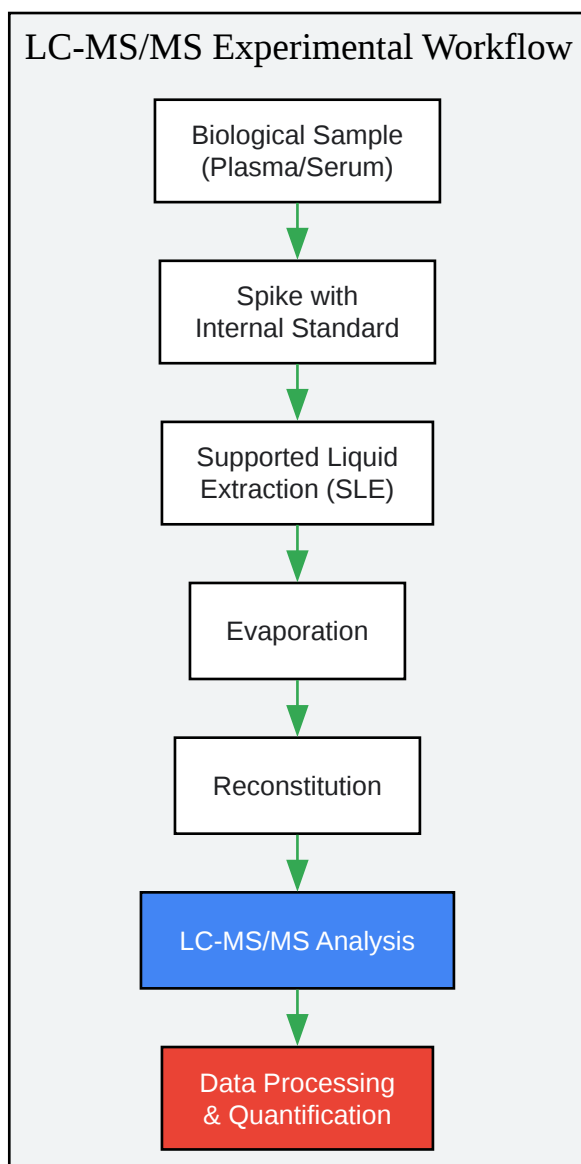 LC-MS/MS Experimental Workflow
Biological Sample
(Plasma/Serum)
Spike with
Internal Standard
Supported Liquid
Extraction (SLE)
Evaporation
Reconstitution
LC-MS/MS Analysis
Data Processing
& Quantification